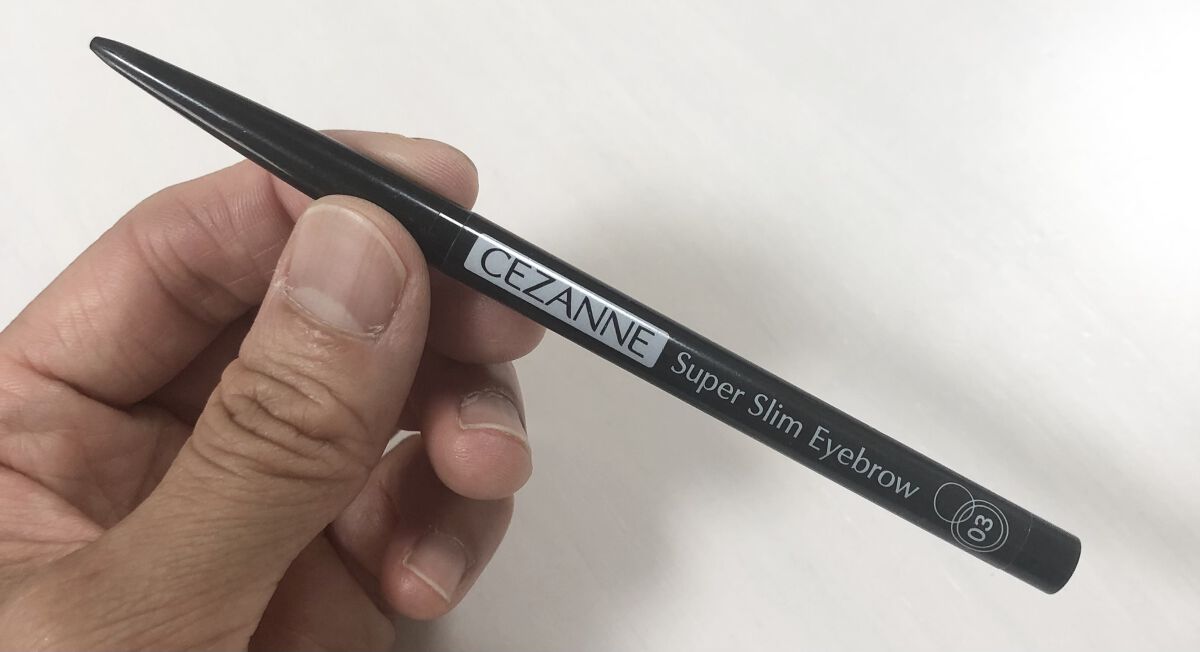 CEZANNE Super Slim Eyebrow 03